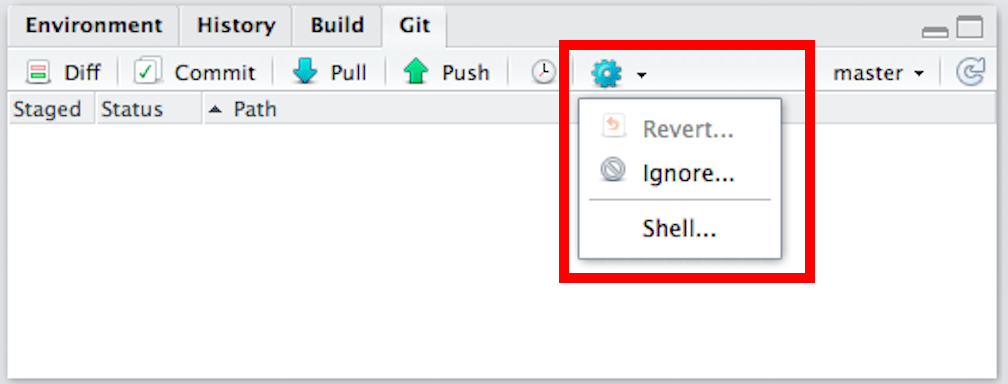 Environment History Build Git
Diff Commit Pull Push master
Staged Status Path
Revert...
Ignore...
Shell...